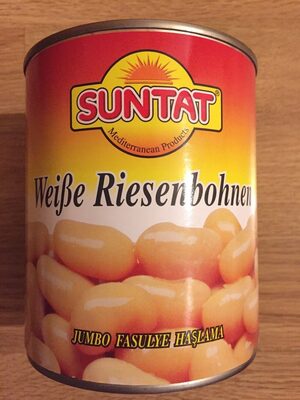 SUNTAT
Mediterranean Products
Weiße Riesenbohnen
JUMBO FASULYE HAŞLAMA